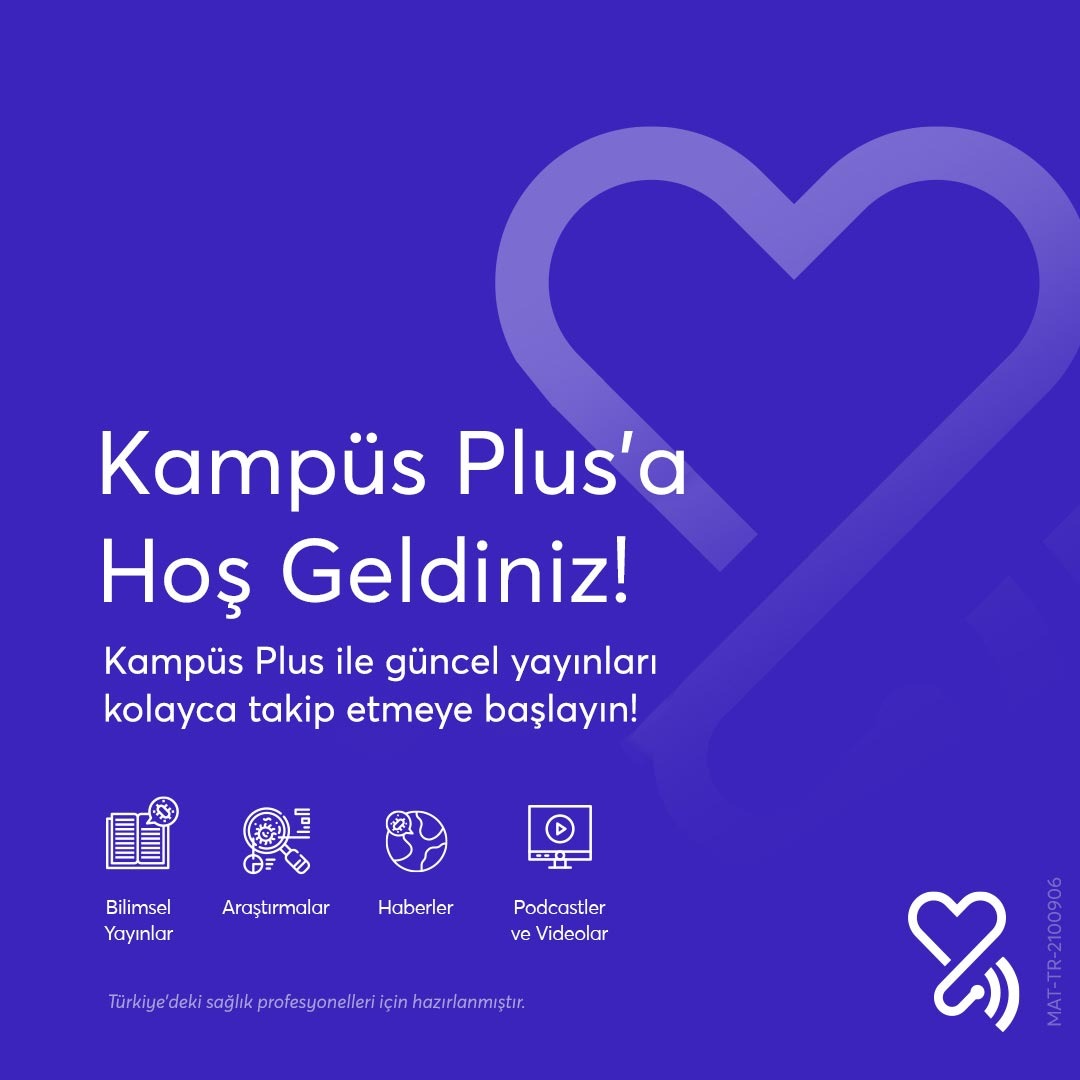 Kampüs Plus'a
Hoş Geldiniz!
Kampüs Plus ile güncel yayınları
kolayca takip etmeye başlayın!
Bilimsel
Yayınlar
Araştırmalar
Haberler
Podcastler
ve Videolar
Türkiye'deki sağlık profesyonelleri için hazırlanmıştır.
MAT-TR-2100906